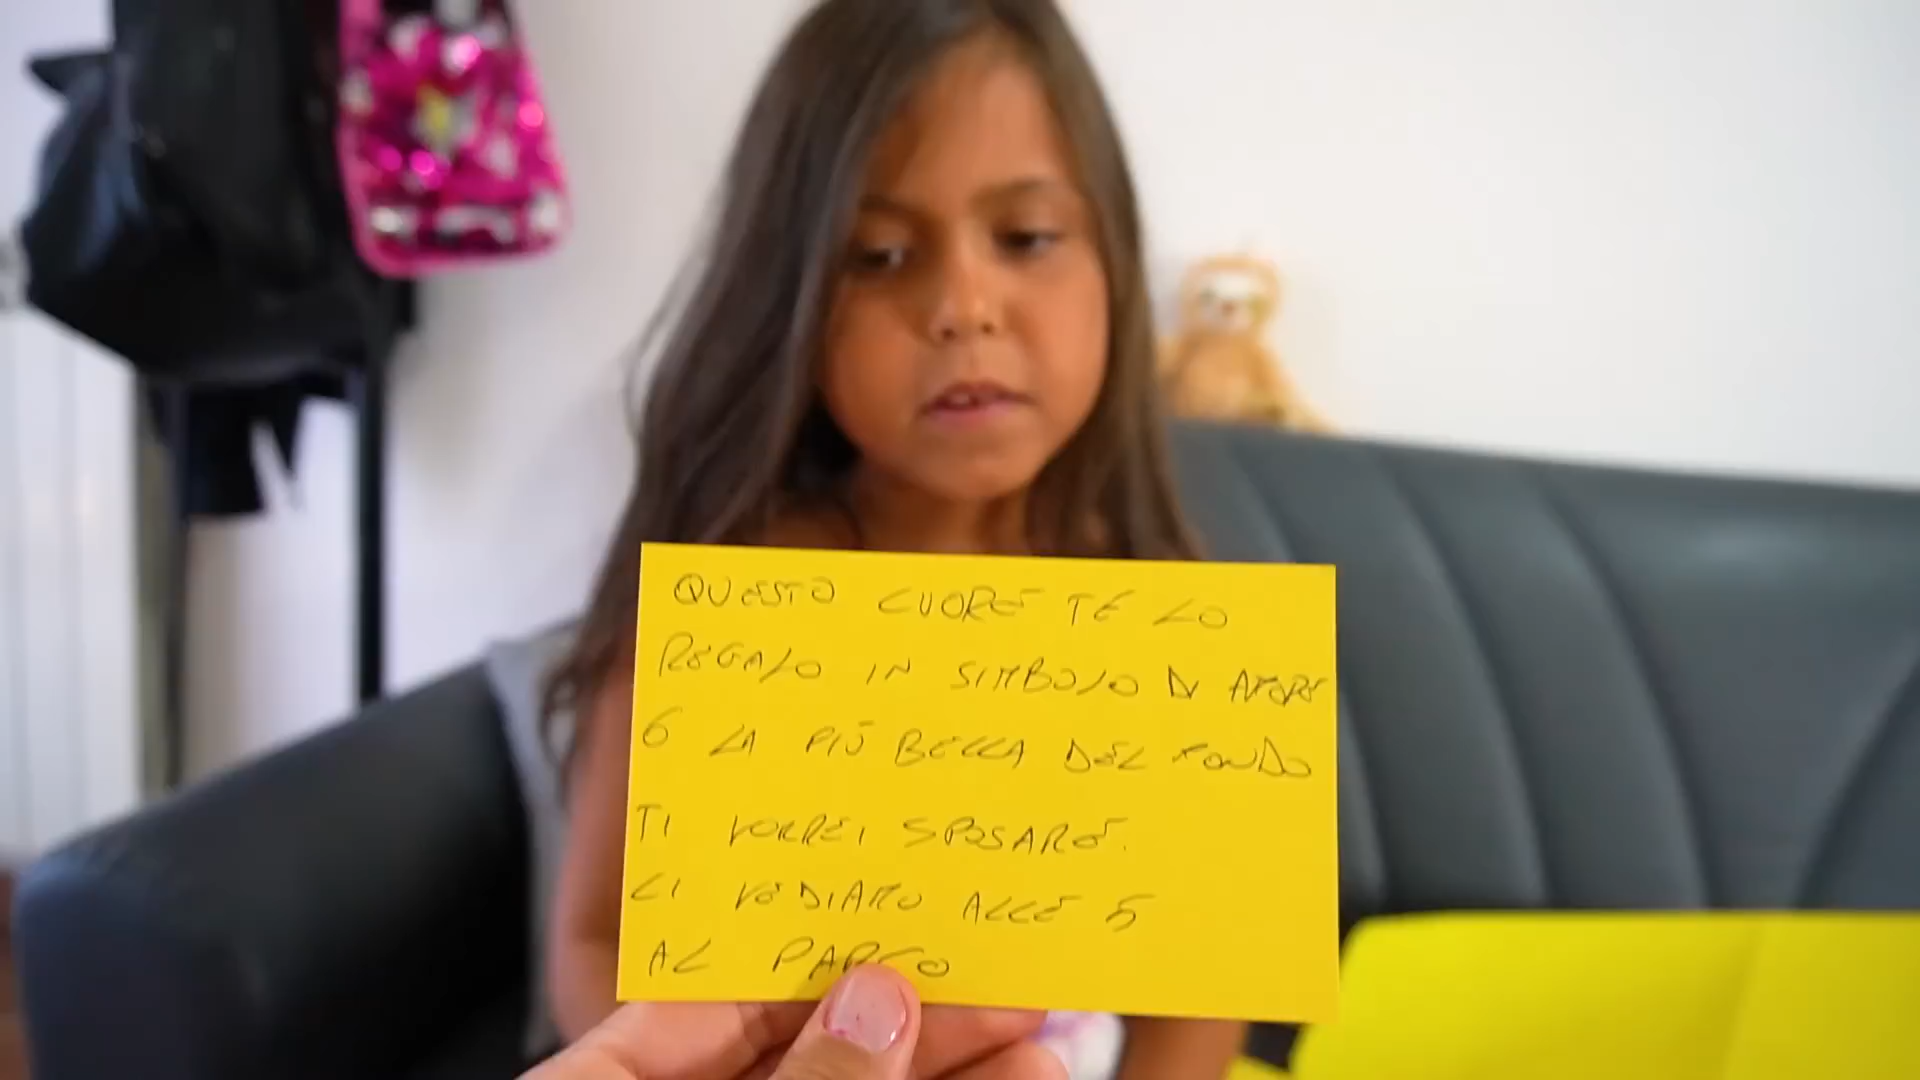 QUESTO CUORE TE LO
REGALO IN SIMBOLO DI AMORE
6 LA PIÙ BELLA DEL MONDO
TI VORREI SPOSARE.
CI VEDIAMO ALLE 5
AL PARCO